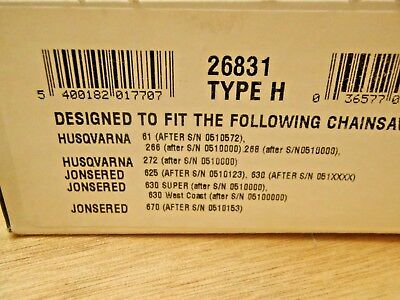 26831
TYPE H
5 400182 017707
0 36577 0
DESIGNED TO FIT THE FOLLOWING CHAINSA
HUSQVARNA 61 (AFTER S/N 0510572),
266 (after S/N 0510000) 268 (after S/N0510000),
HUSQVARNA 272 (after S/N 0510000)
JONSERED 625 (AFTER S/N 0510123), 630 (AFTER S/N 051XXXX)
JONSERED 630 SUPER (after S/N 0510000)
630 West Coast (after S/N 05100000)
JONSERED 670 (AFTER S/N 0510153)